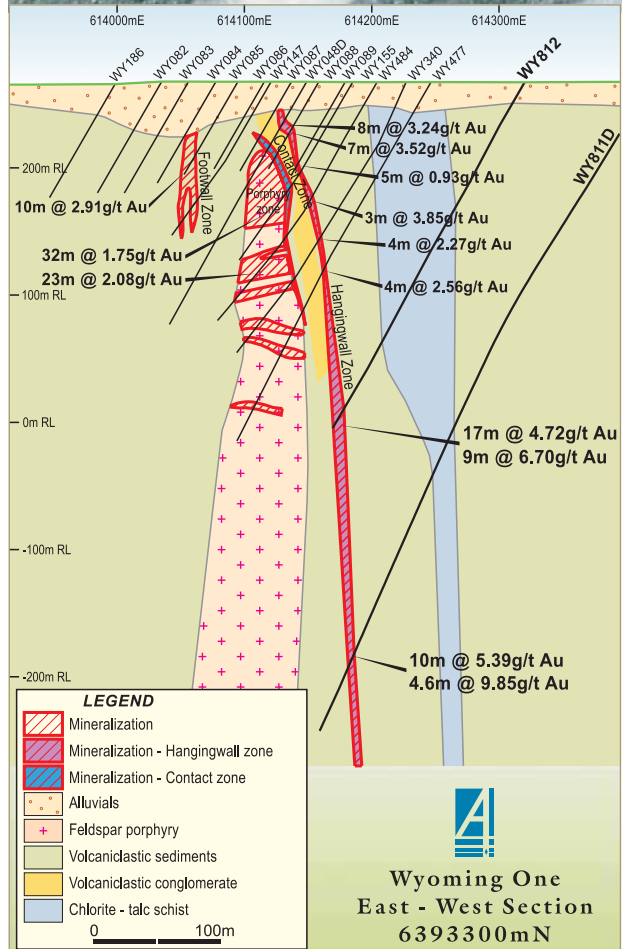 614000mE 614100mE 614200mE 614300mE
WY186
WY082
WY083
WY084
WY085
WY086
WY147
WY087
WY048D
WY088
WY089
WY155
WY484
WY340
WY477
WY812
WY811D
200m RL
100m RL
0m RL
-100m RL
-200m RL
Footwall Zone
Contact Zone
Porphyry
zone
Hangingwall Zone
8m @ 3.24g/t Au
7m @ 3.52g/t Au
5m @ 0.93g/t Au
10m @ 2.91g/t Au
3m @ 3.85g/t Au
4m @ 2.27g/t Au
32m @ 1.75g/t Au
23m @ 2.08g/t Au
4m @ 2.56g/t Au
17m @ 4.72g/t Au
9m @ 6.70g/t Au
10m @ 5.39g/t Au
4.6m @ 9.85g/t Au
LEGEND
Mineralization
Mineralization - Hangingwall zone
Mineralization - Contact zone
Alluvials
Feldspar porphyry
Volcaniclastic sediments
Volcaniclastic conglomerate
Chlorite - talc schist
0 100m
Wyoming One
East - West Section
6393300mN